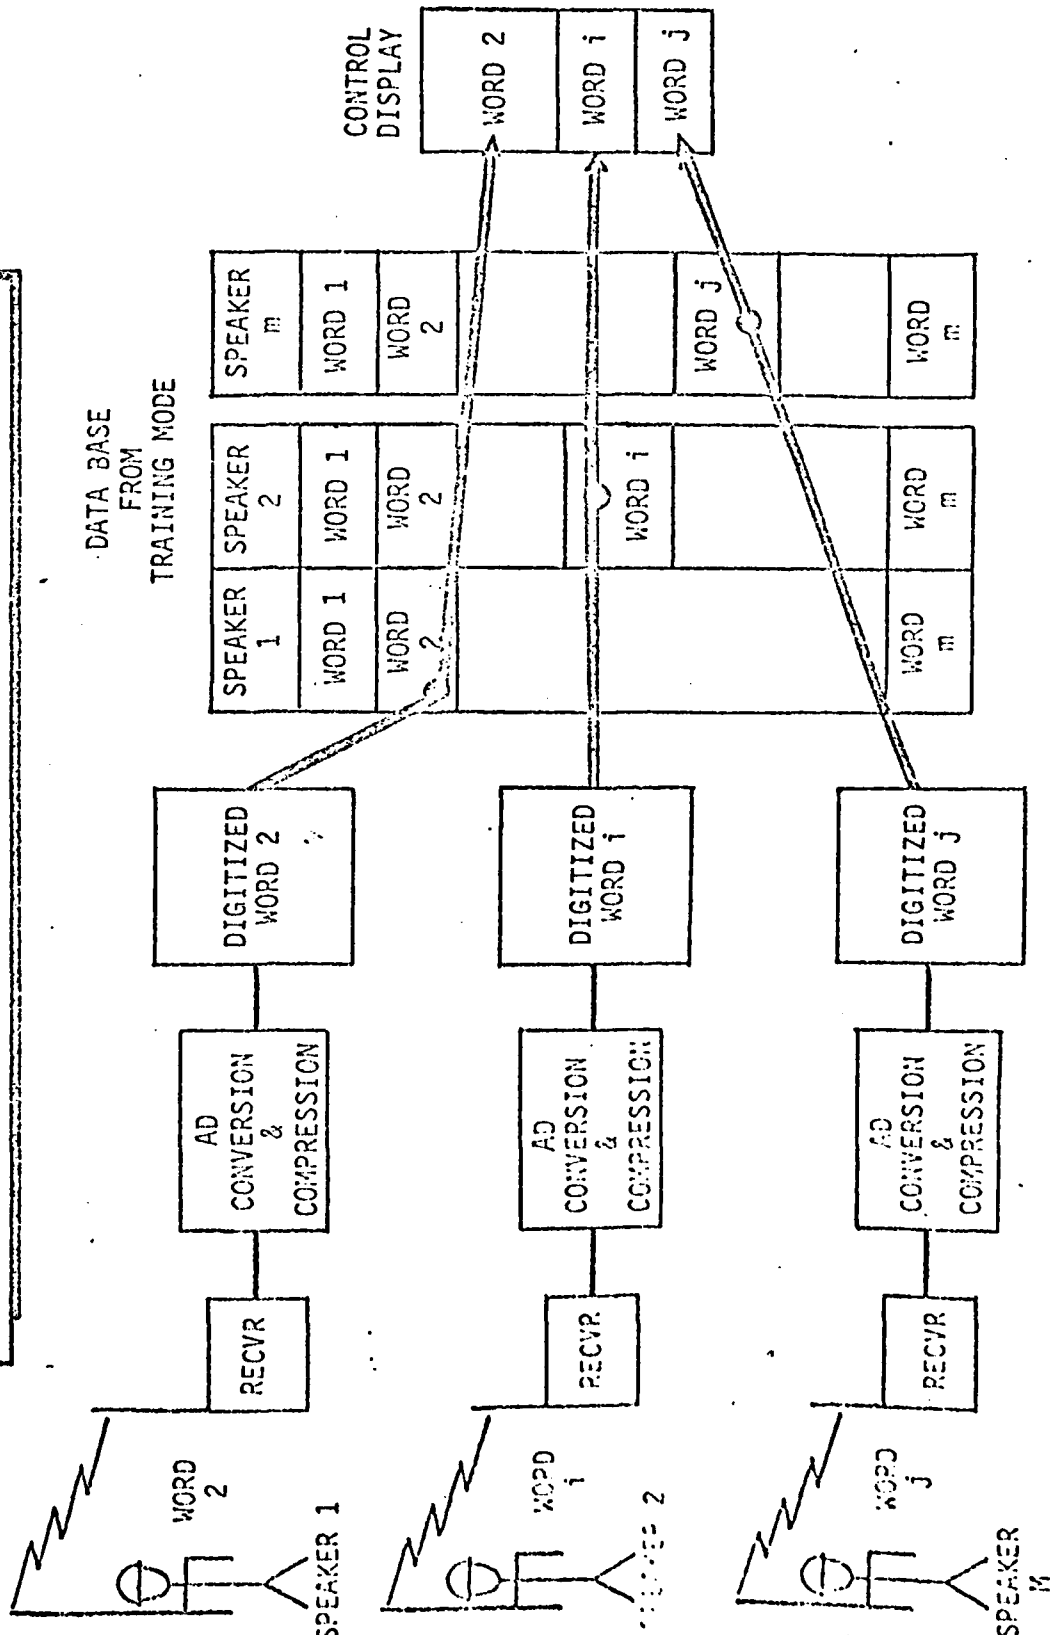 DATA BASE
FROM
TRAINING MODE
CONTROL
DISPLAY
SPEAKER 1
WORD
2
RECVR
AD
CONVERSION
&
COMPRESSION
DIGITIZED
WORD 2
SPEAKER
1
WORD 1
WORD
2
WORD
m
SPEAKER
2
WORD 1
WORD
2
WORD i
WORD
m
SPEAKER
m
WORD 1
WORD
2
WORD j
WORD
m
WORD 2
WORD i
WORD j
2
WORD
i
RECVR
AD
CONVERSION
&
COMPRESSION
DIGITIZED
WORD i
SPEAKER
M
WORD
j
RECVR
AD
CONVERSION
&
COMPRESSION
DIGITIZED
WORD j